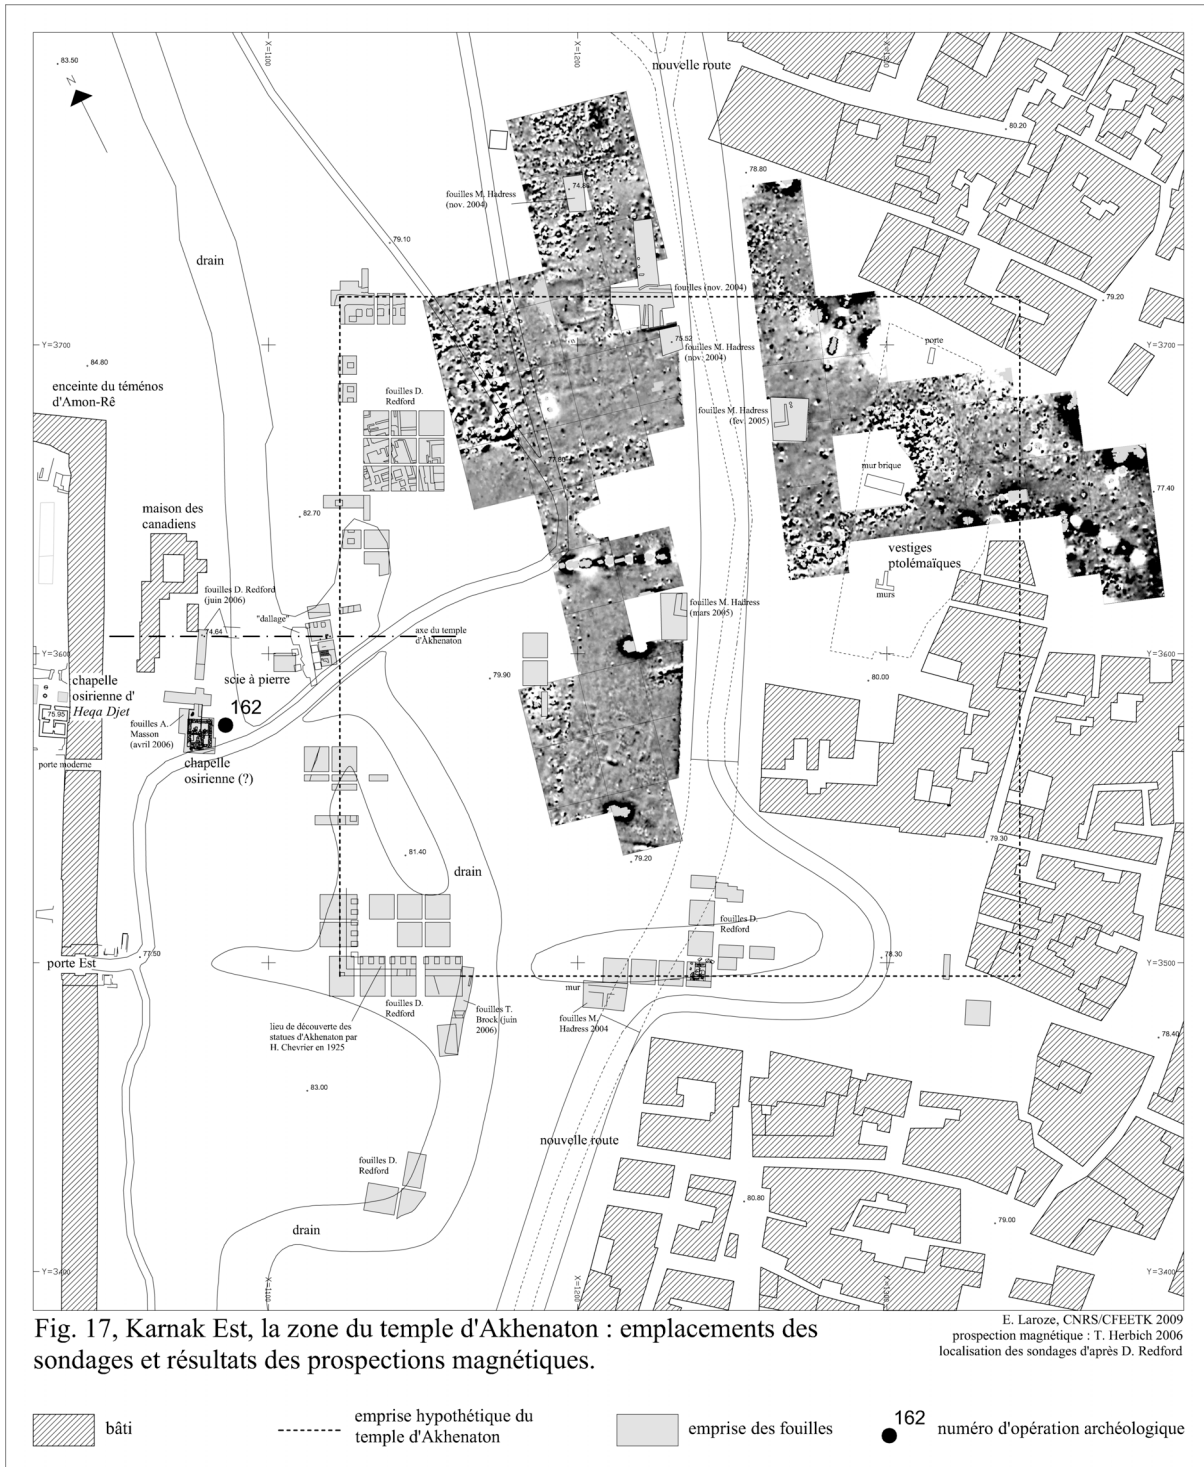 X=1100
X=1200
X=1300
83.50
N
nouvelle route
80.20
78.80
74.80
fouilles M. Hadress
(nov. 2004)
79.10
drain
fouilles (nov. 2004)
79.20
Y=3700
75.52
fouilles M. Hadress
(nov. 2004)
porte
Y=3700
84.80
enceinte du téménos
d'Amon-Rê
fouilles D.
Redford
fouilles M. Hadress
(fev. 2005)
77.60
mur brique
77.40
maison des
canadiens
82.70
vestiges
ptolémaïques
murs
fouilles D. Redford
(juin 2006)
"dallage"
fouilles M. Hadress
(mars 2005)
74.64
axe du temple
d'Akhenaton
Y=3600
Y=3600
chapelle
osirienne d'
Heqa Djet
scie à pierre
79.90
80.00
75.95
162
fouilles A.
Masson
(avril 2006)
porte moderne
chapelle
osirienne (?)
79.30
81.40
79.20
drain
fouilles D.
Redford
77.50
78.30
porte Est
Y=3500
mur
fouilles D.
Redford
fouilles T.
Brock (juin
2006)
fouilles M.
Hadress 2004
lieu de découverte des
statues d'Akhenaton par
H. Chevrier en 1925
78.40
83.00
nouvelle route
fouilles D.
Redford
80.80
79.00
drain
Y=3400
Y=3400
X=1100
X=1200
X=1300
Fig. 17, Karnak Est, la zone du temple d'Akhenaton : emplacements des
sondages et résultats des prospections magnétiques.
E. Laroze, CNRS/CFEETK 2009
prospection magnétique : T. Herbich 2006
localisation des sondages d'après D. Redford
bâti
emprise hypothétique du
temple d'Akhenaton
emprise des fouilles
162
numéro d'opération archéologique